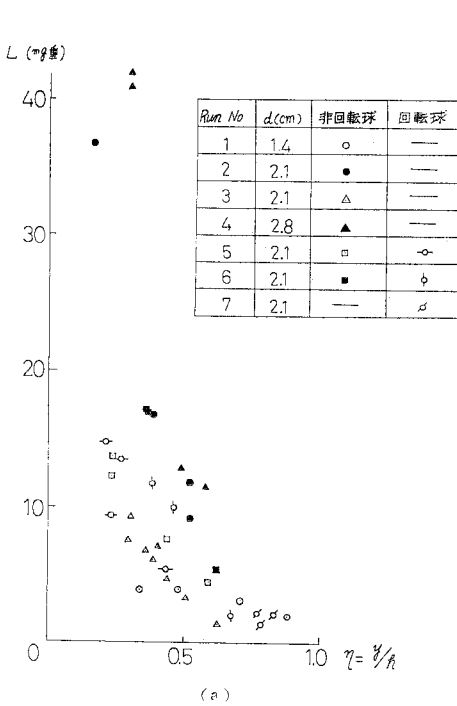 L (mg重)
40
30
20
10
0
0.5
1.0
η = y/h
Run No d(cm) 非回転球 回転球
1 1.4 ○ —
2 2.1 ● —
3 2.1 △ —
4 2.8 ▲ —
5 2.1 □ -○-
6 2.1 ■ ⌽
7 2.1 — ⌀
(a)